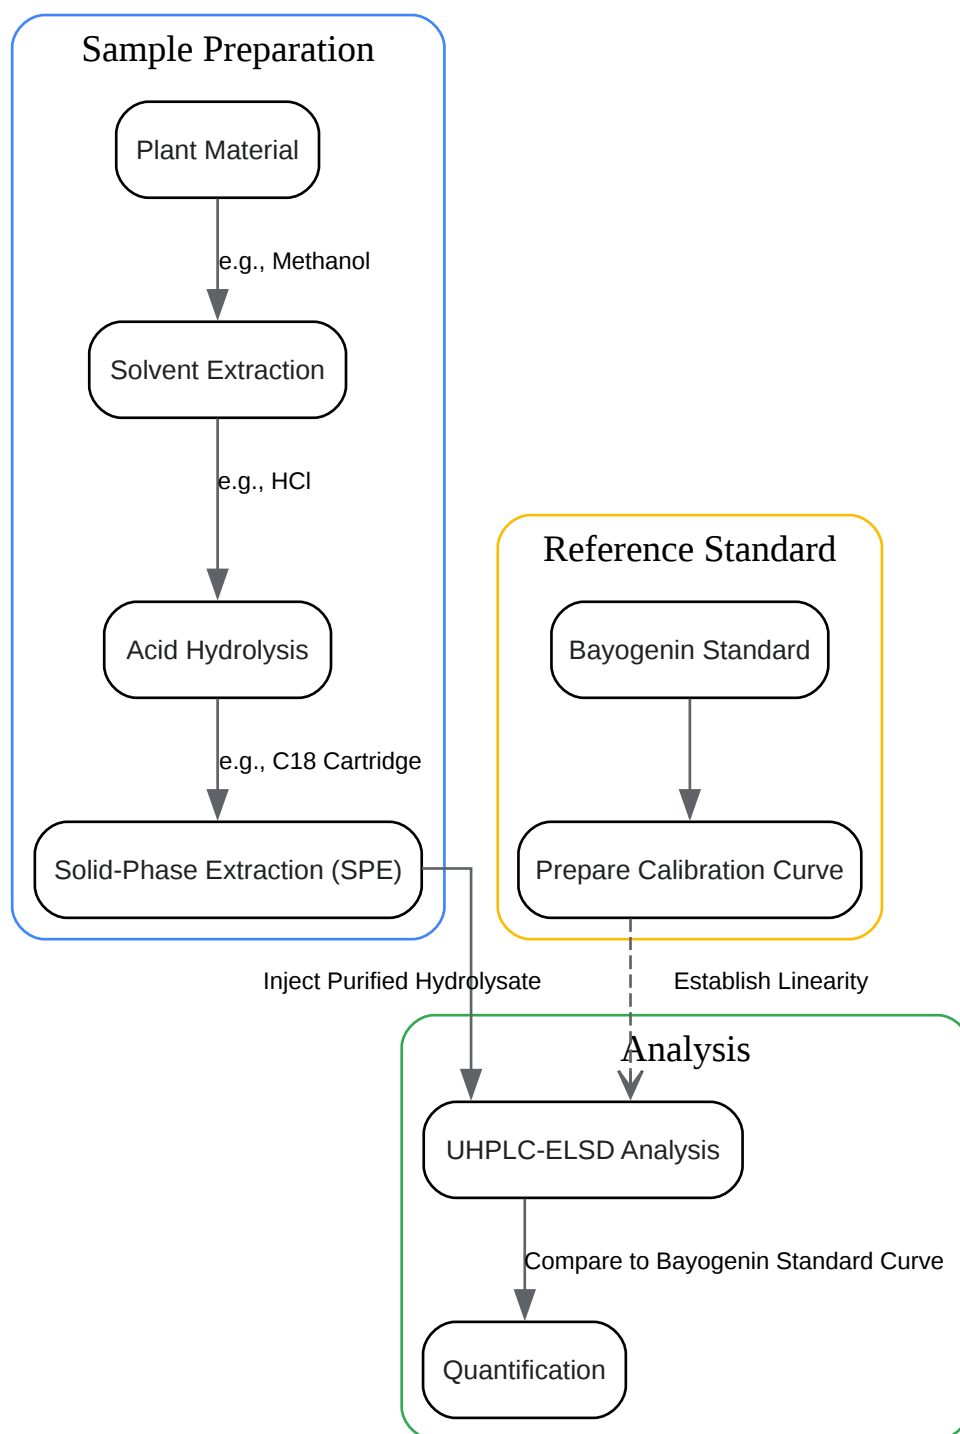 Sample Preparation
Plant Material
e.g., Methanol
Solvent Extraction
e.g., HCl
Acid Hydrolysis
e.g., C18 Cartridge
Solid-Phase Extraction (SPE)
Reference Standard
Bayogenin Standard
Prepare Calibration Curve
Inject Purified Hydrolysate
Establish Linearity
Analysis
UHPLC-ELSD Analysis
Compare to Bayogenin Standard Curve
Quantification